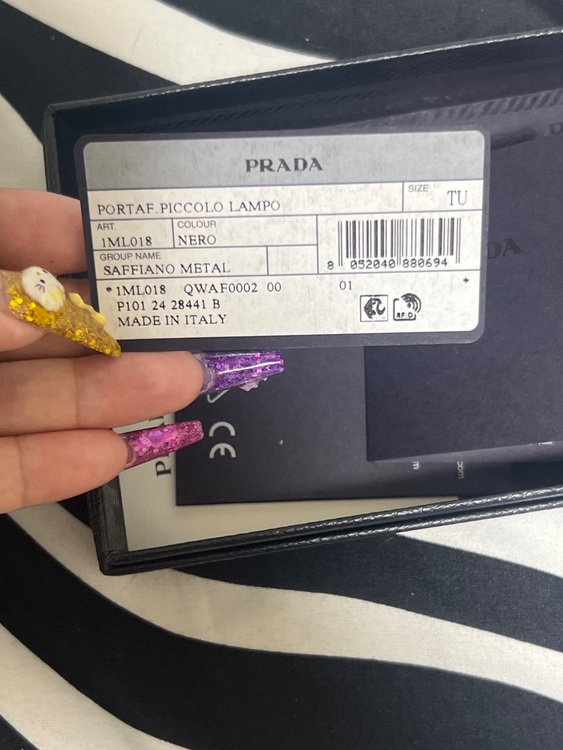 PRADA
PORTAF.PICCOLO LAMPO
SIZE
TU
ART.
1ML018
COLOUR
NERO
GROUP NAME
SAFFIANO METAL
8 052040 880694
*1ML018 QWAF0002 00 01 *
P101 24 28441 B
MADE IN ITALY
RFID
CE